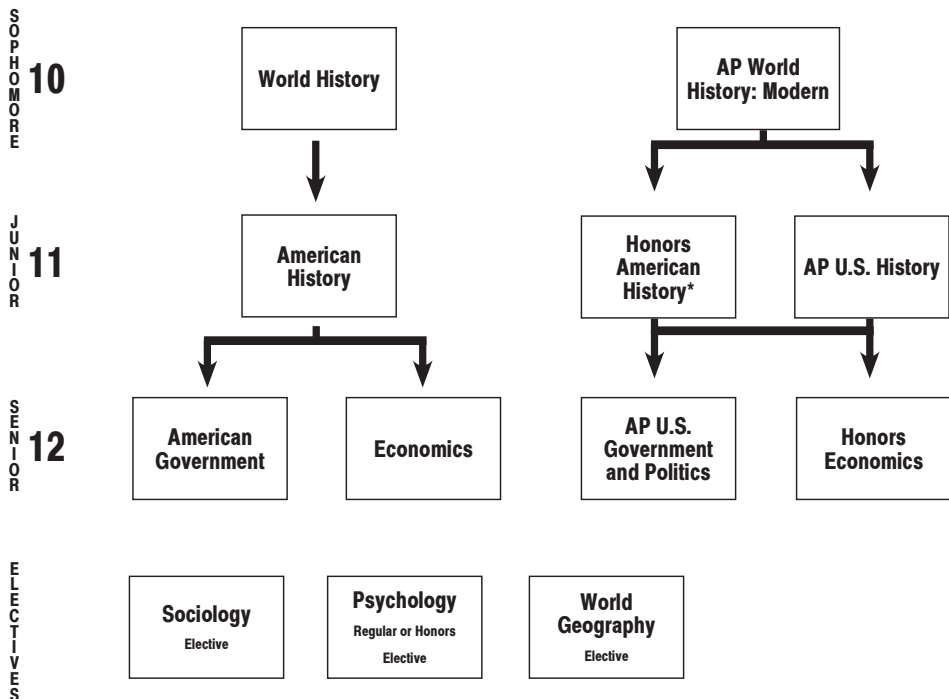 SOPHOMORE
10
World History
AP World
History: Modern
JUNIOR
11
American
History
Honors
American
History*
AP U.S. History
SENIOR
12
American
Government
Economics
AP U.S.
Government
and Politics
Honors
Economics
ELECTIVES
Sociology
Elective
Psychology
Regular or Honors
Elective
World
Geography
Elective